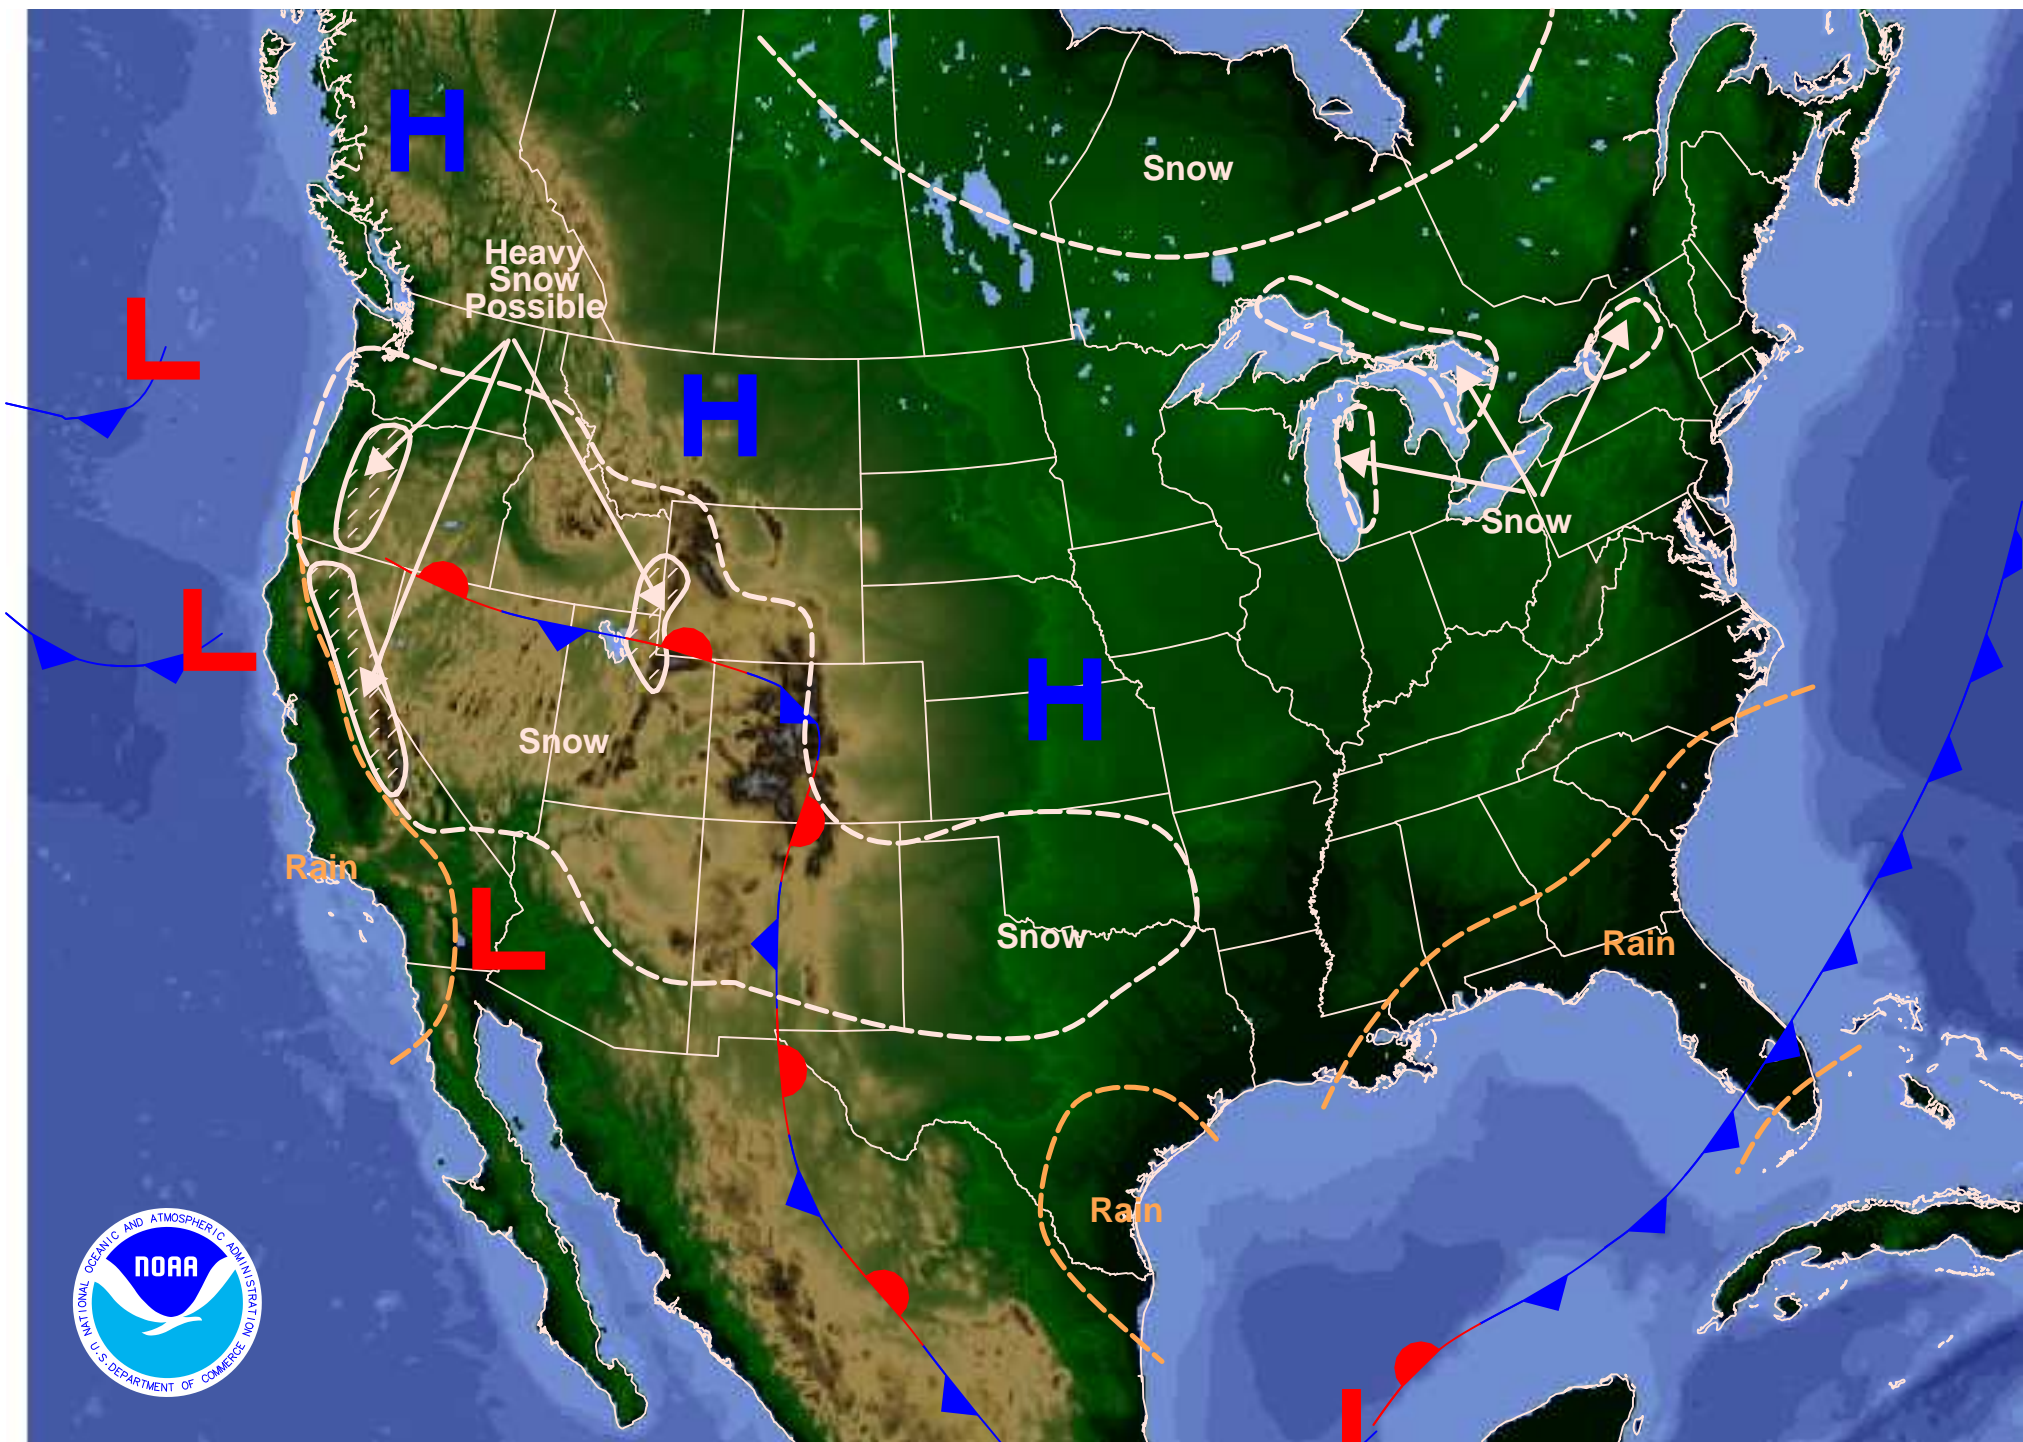 H
Snow
Heavy
Snow
Possible
L
H
Snow
L
H
Snow
Rain
L
Snow
Rain
Rain
NATIONAL OCEANIC AND ATMOSPHERIC ADMINISTRATION
NOAA
U.S. DEPARTMENT OF COMMERCE
L